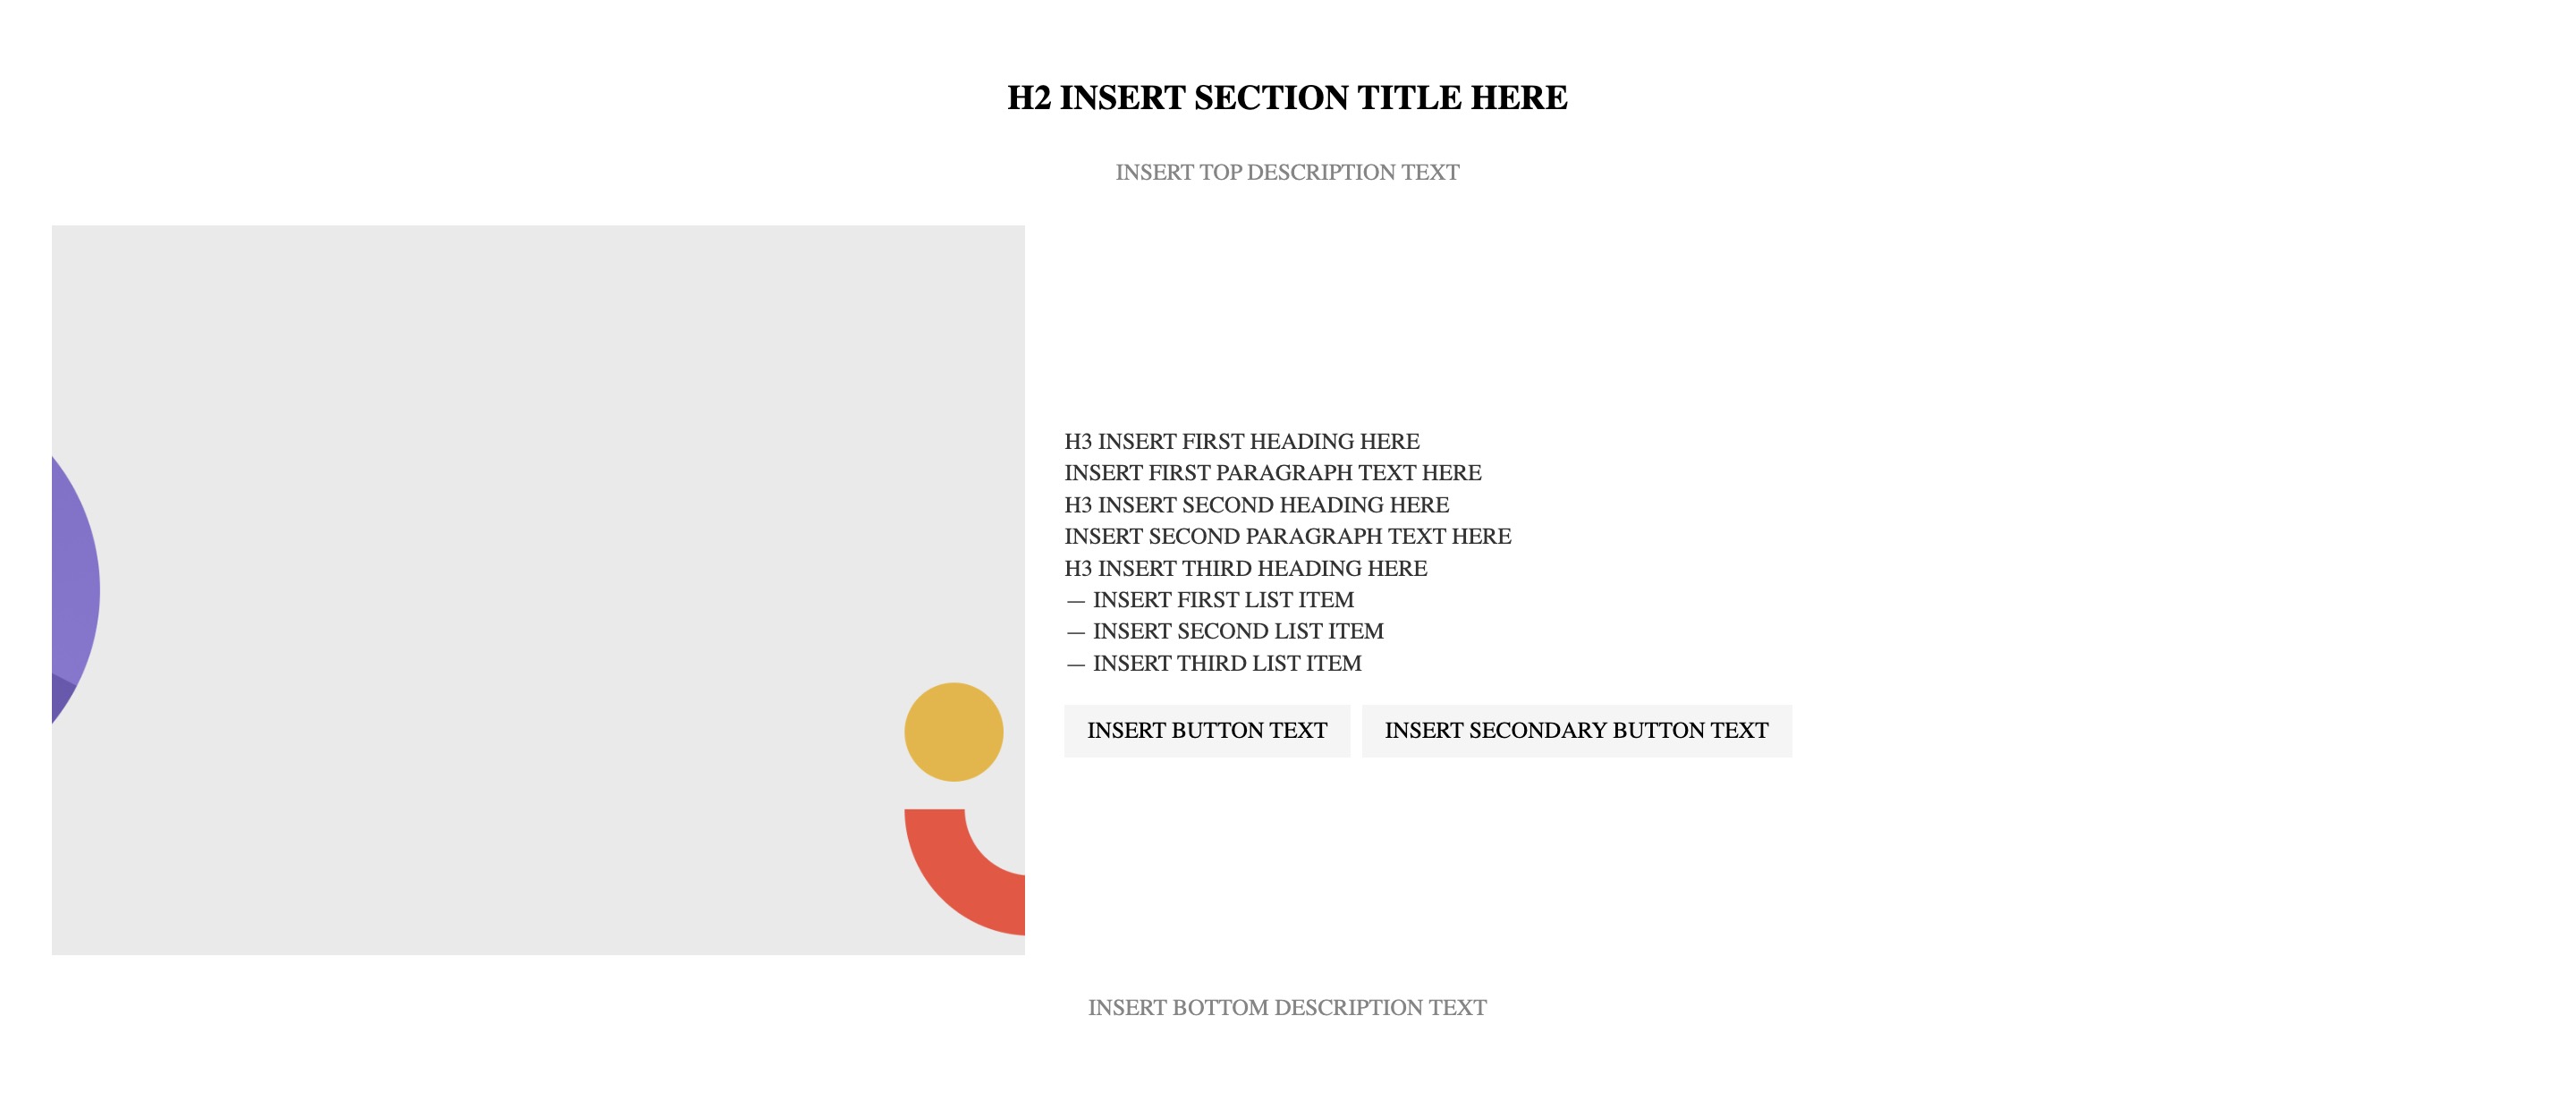 H2 INSERT SECTION TITLE HERE
INSERT TOP DESCRIPTION TEXT
H3 INSERT FIRST HEADING HERE
INSERT FIRST PARAGRAPH TEXT HERE
H3 INSERT SECOND HEADING HERE
INSERT SECOND PARAGRAPH TEXT HERE
H3 INSERT THIRD HEADING HERE
— INSERT FIRST LIST ITEM
— INSERT SECOND LIST ITEM
— INSERT THIRD LIST ITEM
INSERT BUTTON TEXT
INSERT SECONDARY BUTTON TEXT
INSERT BOTTOM DESCRIPTION TEXT